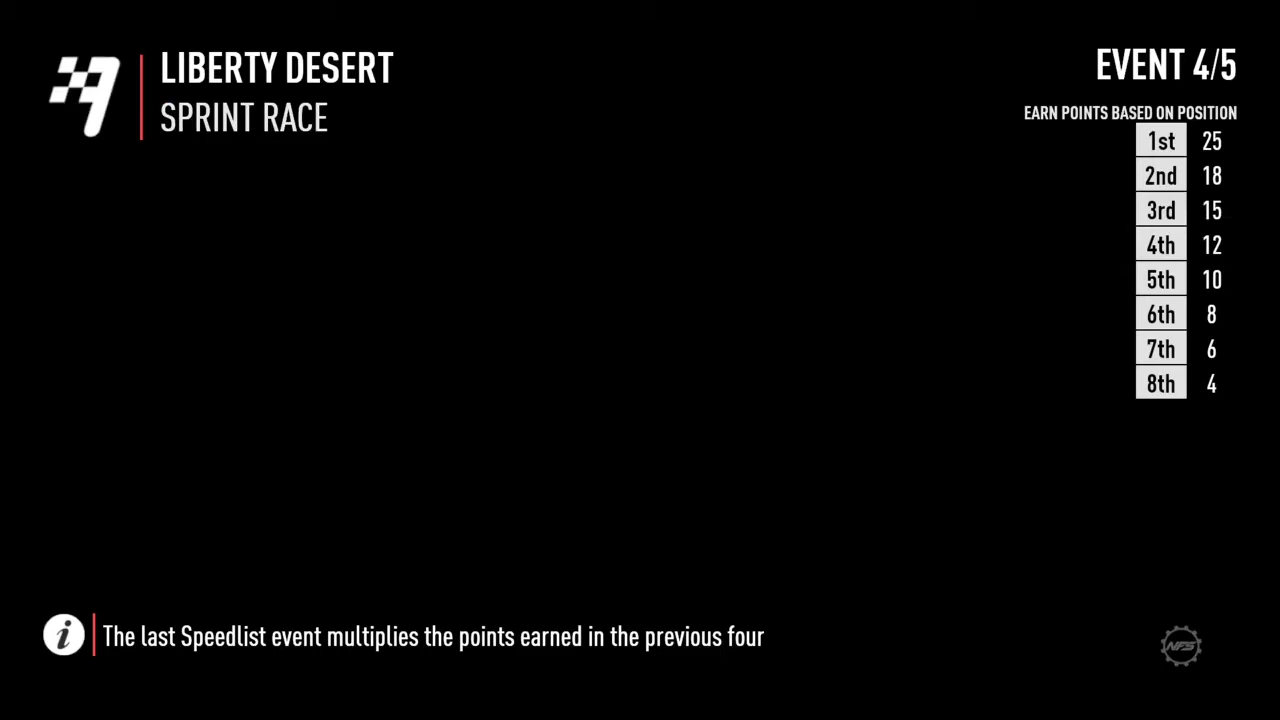 LIBERTY DESERT
SPRINT RACE
EVENT 4/5
EARN POINTS BASED ON POSITION
1st 25
2nd 18
3rd 15
4th 12
5th 10
6th 8
7th 6
8th 4
i The last Speedlist event multiplies the points earned in the previous four
NFS